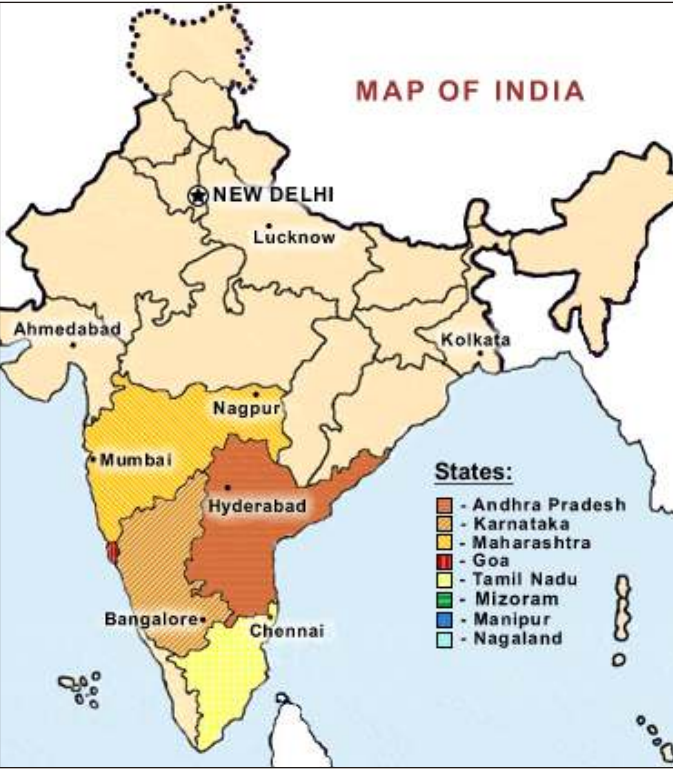 MAP OF INDIA
NEW DELHI
Lucknow
Ahmedabad
Kolkata
Nagpur
Mumbai
States:
- Andhra Pradesh
Hyderabad
- Karnataka
- Maharashtra
- Goa
- Tamil Nadu
- Mizoram
Bangalore
- Manipur
Chennai
- Nagaland